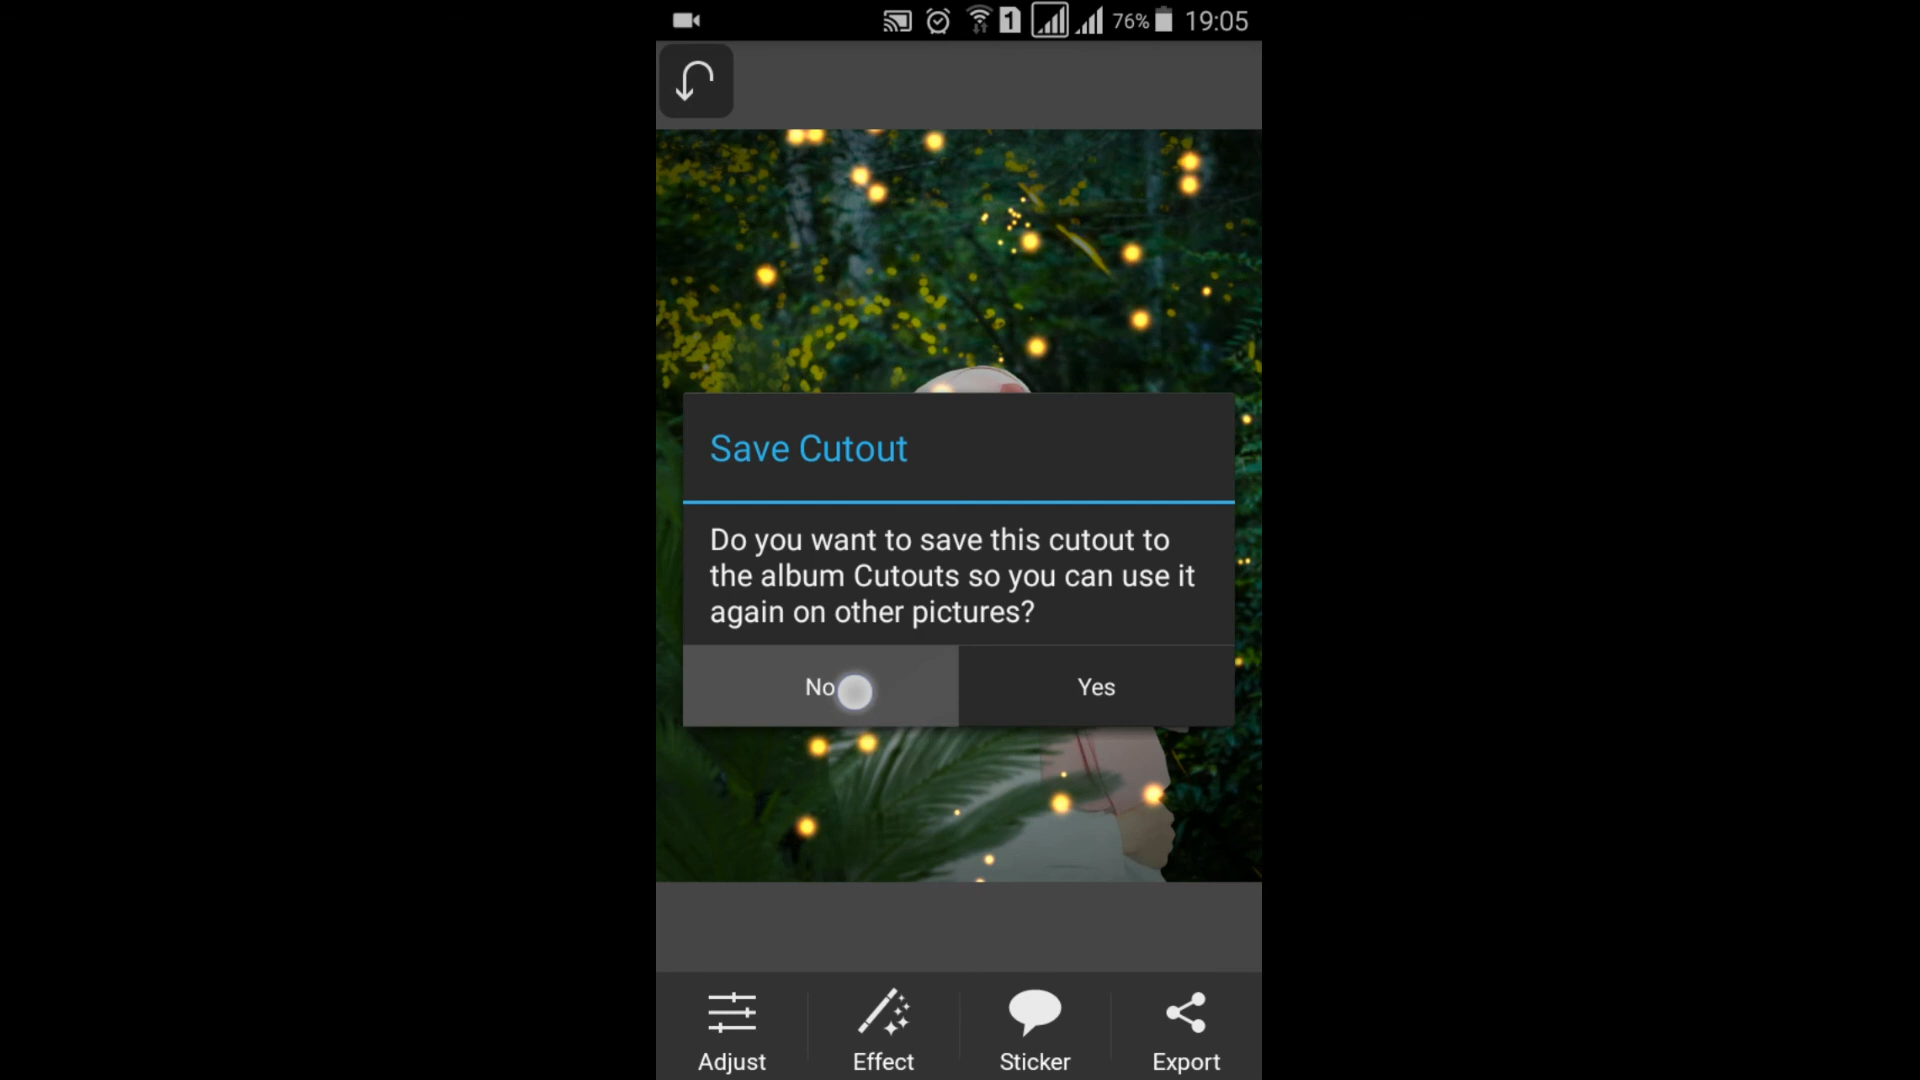 1 76% 19:05
Save Cutout
Do you want to save this cutout to
the album Cutouts so you can use it
again on other pictures?
No Yes
Adjust Effect Sticker Export